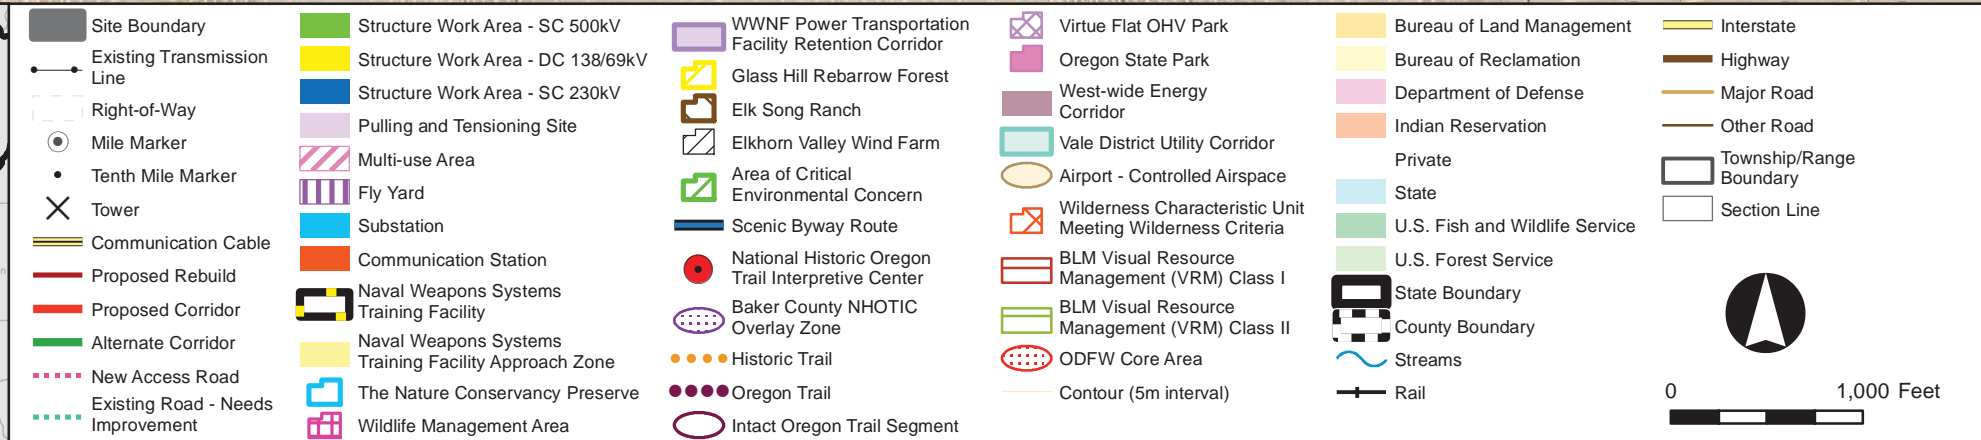 Site Boundary
Existing Transmission
Line
Right-of-Way
Mile Marker
Tenth Mile Marker
Tower
Communication Cable
Proposed Rebuild
Proposed Corridor
Alternate Corridor
New Access Road
Existing Road - Needs
Improvement
Structure Work Area - SC 500kV
Structure Work Area - DC 138/69kV
Structure Work Area - SC 230kV
Pulling and Tensioning Site
Multi-use Area
Fly Yard
Substation
Communication Station
Naval Weapons Systems
Training Facility
Naval Weapons Systems
Training Facility Approach Zone
The Nature Conservancy Preserve
Wildlife Management Area
WWNF Power Transportation
Facility Retention Corridor
Glass Hill Rebarrow Forest
Elk Song Ranch
Elkhorn Valley Wind Farm
Area of Critical
Environmental Concern
Scenic Byway Route
National Historic Oregon
Trail Interpretive Center
Baker County NHOTIC
Overlay Zone
Historic Trail
Oregon Trail
Intact Oregon Trail Segment
Virtue Flat OHV Park
Oregon State Park
West-wide Energy
Corridor
Vale District Utility Corridor
Airport - Controlled Airspace
Wilderness Characteristic Unit
Meeting Wilderness Criteria
BLM Visual Resource
Management (VRM) Class I
BLM Visual Resource
Management (VRM) Class II
ODFW Core Area
Contour (5m interval)
Bureau of Land Management
Bureau of Reclamation
Department of Defense
Indian Reservation
Private
State
U.S. Fish and Wildlife Service
U.S. Forest Service
State Boundary
County Boundary
Streams
Rail
Interstate
Highway
Major Road
Other Road
Township/Range
Boundary
Section Line
0 1,000 Feet